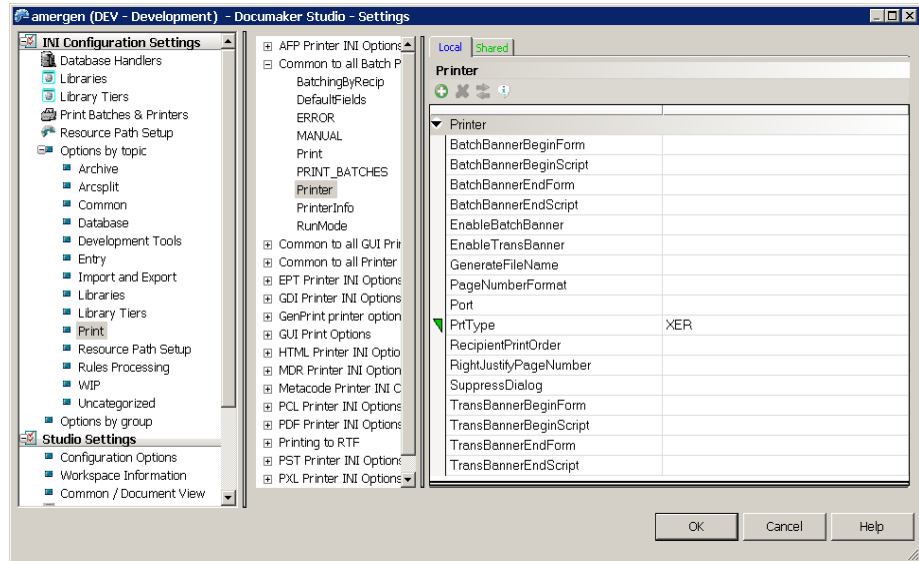 amergen (DEV - Development) - Documaker Studio - Settings
INI Configuration Settings
Database Handlers
Libraries
Library Tiers
Print Batches & Printers
Resource Path Setup
Options by topic
Archive
Arcsplit
Common
Database
Development Tools
Entry
Import and Export
Libraries
Library Tiers
Print
Resource Path Setup
Rules Processing
WIP
Uncategorized
Options by group
Studio Settings
Configuration Options
Workspace Information
Common / Document View
AFP Printer INI Options
Common to all Batch P
BatchingByRecip
DefaultFields
ERROR
MANUAL
Print
PRINT_BATCHES
Printer
PrinterInfo
RunMode
Common to all GUI Prin
Common to all Printer
EPT Printer INI Options
GDI Printer INI Options
GenPrint printer option
GUI Print Options
HTML Printer INI Optio
MDR Printer INI Option
Metacode Printer INI C
PCL Printer INI Options
PDF Printer INI Options
Printing to RTF
PST Printer INI Options
PXL Printer INI Options
Local Shared
Printer
Printer
BatchBannerBeginForm
BatchBannerBeginScript
BatchBannerEndForm
BatchBannerEndScript
EnableBatchBanner
EnableTransBanner
GenerateFileName
PageNumberFormat
Port
PrtType XER
RecipientPrintOrder
RightJustifyPageNumber
SuppressDialog
TransBannerBeginForm
TransBannerBeginScript
TransBannerEndForm
TransBannerEndScript
OK Cancel Help